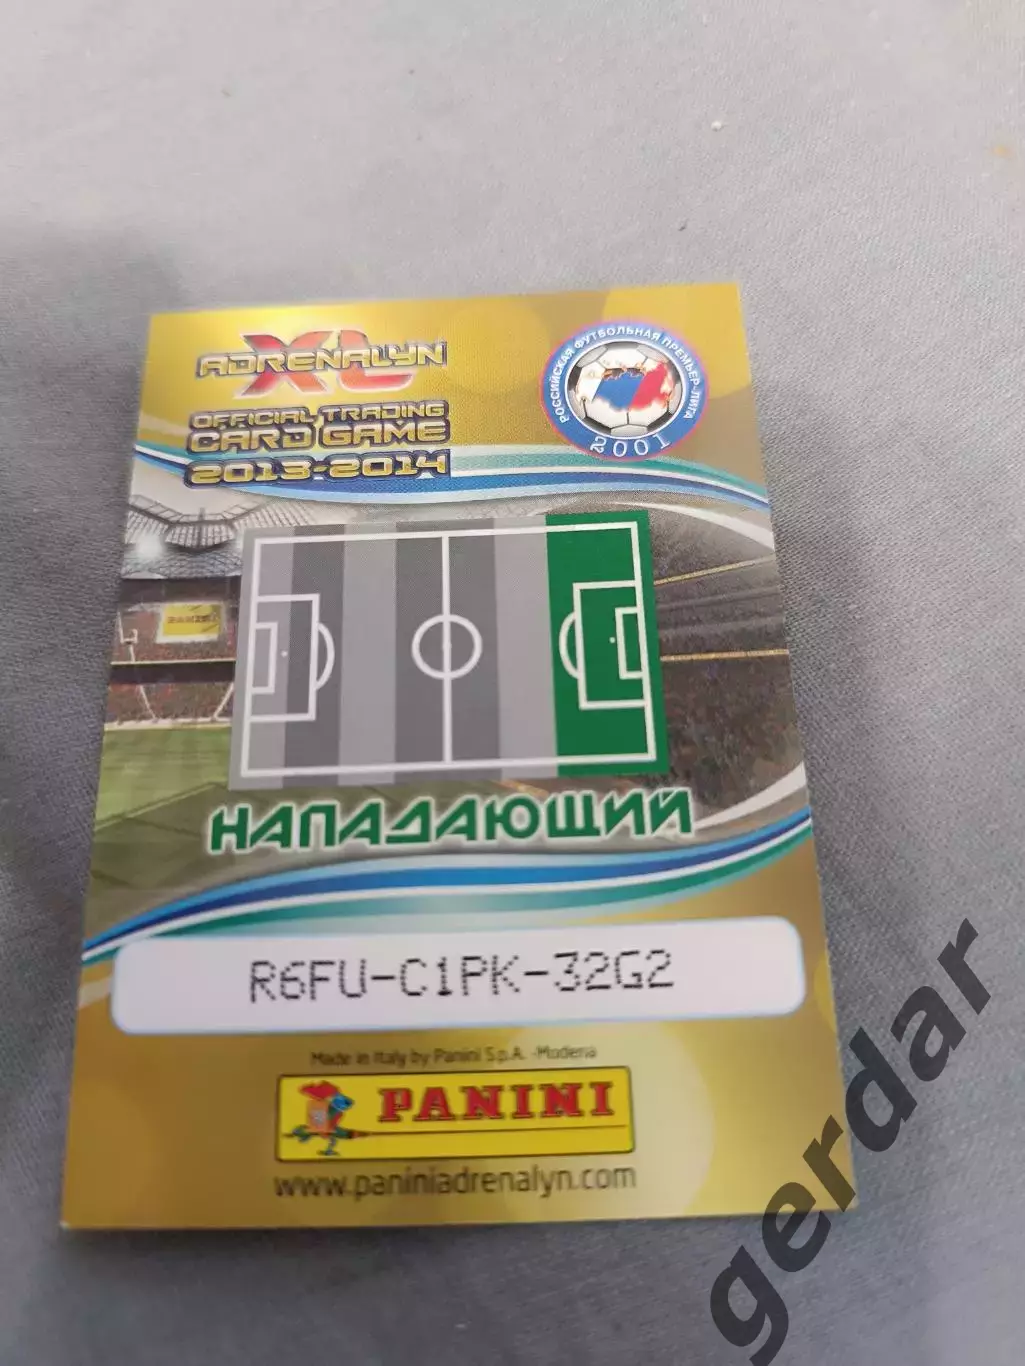 ADRENALYN XL
OFFICIAL TRADING
CARD GAME
2013-2014
РОССИЙСКАЯ ФУТБОЛЬНАЯ ПРЕМЬЕР-ЛИГА
2001
PANINI
НАПАДАЮЩИЙ
R6FU-C1PK-32G2
Made in Italy by Panini S.p.A. -Modena
PANINI
www.paniniadrenalyn.com
gerdar